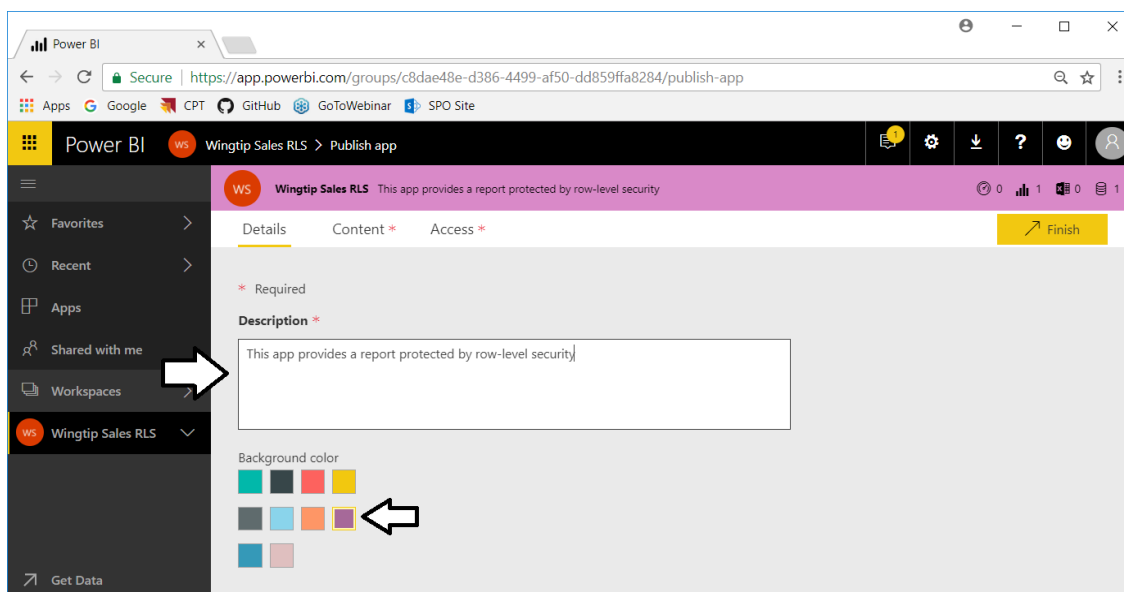 Power BI
Secure | https://app.powerbi.com/groups/c8dae48e-d386-4499-af50-dd859ffa8284/publish-app
Apps G Google CPT GitHub GoToWebinar SPO Site
Power BI WS Wingtip Sales RLS > Publish app 1 ?
WS Wingtip Sales RLS This app provides a report protected by row-level security 0 1 0 1
Favorites
Recent
Apps
Shared with me
Workspaces
WS Wingtip Sales RLS
Get Data
Details Content * Access * Finish
* Required
Description *
This app provides a report protected by row-level security
Background color